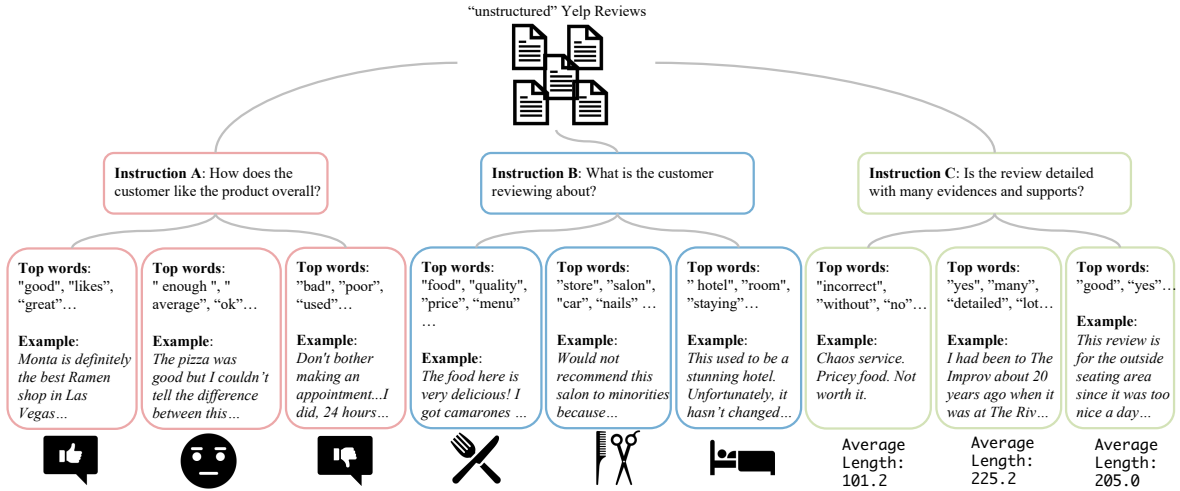 “unstructured” Yelp Reviews
Instruction A: How does the
customer like the product overall?
Instruction B: What is the customer
reviewing about?
Instruction C: Is the review detailed
with many evidences and supports?
Top words:
"good", "likes",
“great”…
Example:
Monta is definitely
the best Ramen
shop in Las
Vegas…
Top words:
" enough ", "
average”, “ok”…
Example:
The pizza was
good but I couldn’t
tell the difference
between this…
Top words:
”bad", ”poor”,
“used”…
Example:
Don't bother
making an
appointment...I
did, 24 hours…
Top words:
"food", "quality",
”price”, “menu”
…
Example:
The food here is
very delicious! I
got camarones …
Top words:
”store", ”salon",
"car”, “nails” …
Example:
Would not
recommend this
salon to minorities
because…
Top words:
” hotel", ”room",
”staying”…
Example:
This used to be a
stunning hotel.
Unfortunately, it
hasn’t changed…
Top words:
"incorrect",
”without”, “no”…
Example:
Chaos service.
Pricey food. Not
worth it.
Top words:
”yes", ”many",
“detailed”, “lot…
Example:
I had been to The
Improv about 20
years ago when it
was at The Riv…
Top words:
”good”, “yes”…
Example:
This review is
for the outside
seating area
since it was too
nice a day…
Average
Length:
101.2
Average
Length:
225.2
Average
Length:
205.0